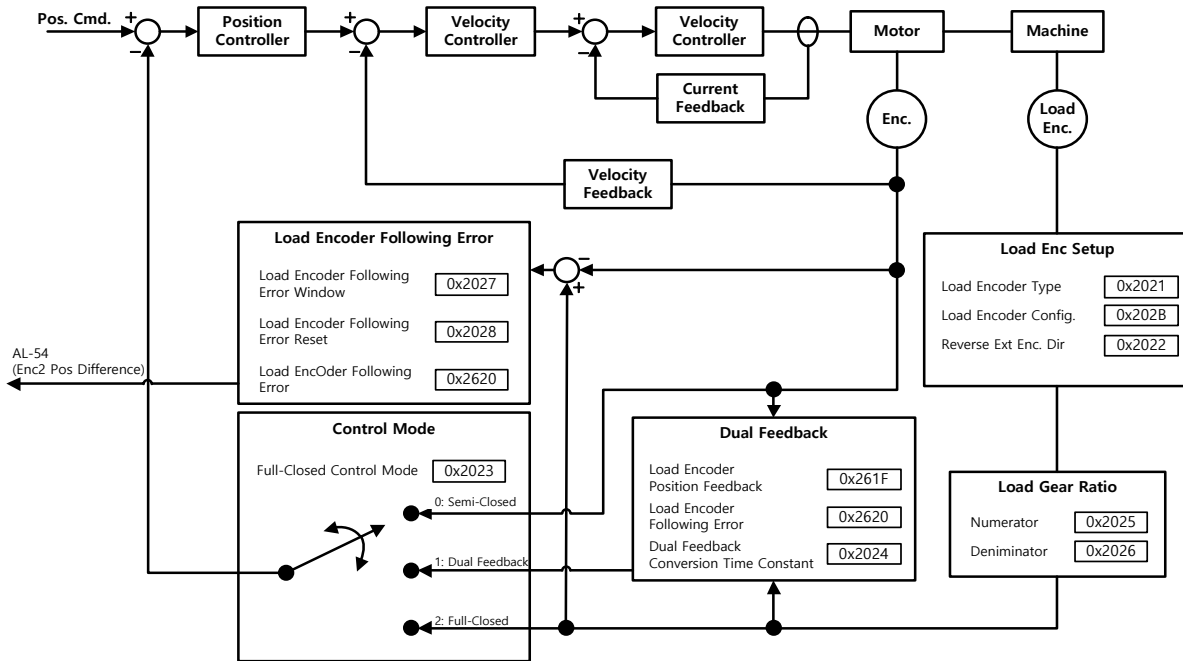 Pos. Cmd.
+
−
Position
Controller
+
−
Velocity
Controller
+
−
Velocity
Controller
Motor
Machine
Current
Feedback
Enc.
Load
Enc.
Velocity
Feedback
Load Encoder Following Error
Load Encoder Following
Error Window
0x2027
Load Encoder Following
Error Reset
0x2028
Load EncOder Following
Error
0x2620
−
+
AL-54
(Enc2 Pos Difference)
Load Enc Setup
Load Encoder Type
0x2021
Load Encoder Config.
0x202B
Reverse Ext Enc. Dir
0x2022
Control Mode
Full-Closed Control Mode
0x2023
0: Semi-Closed
1: Dual Feedback
2: Full-Closed
Dual Feedback
Load Encoder
Position Feedback
0x261F
Load Encoder
Following Error
0x2620
Dual Feedback
Conversion Time Constant
0x2024
Load Gear Ratio
Numerator
0x2025
Deniminator
0x2026